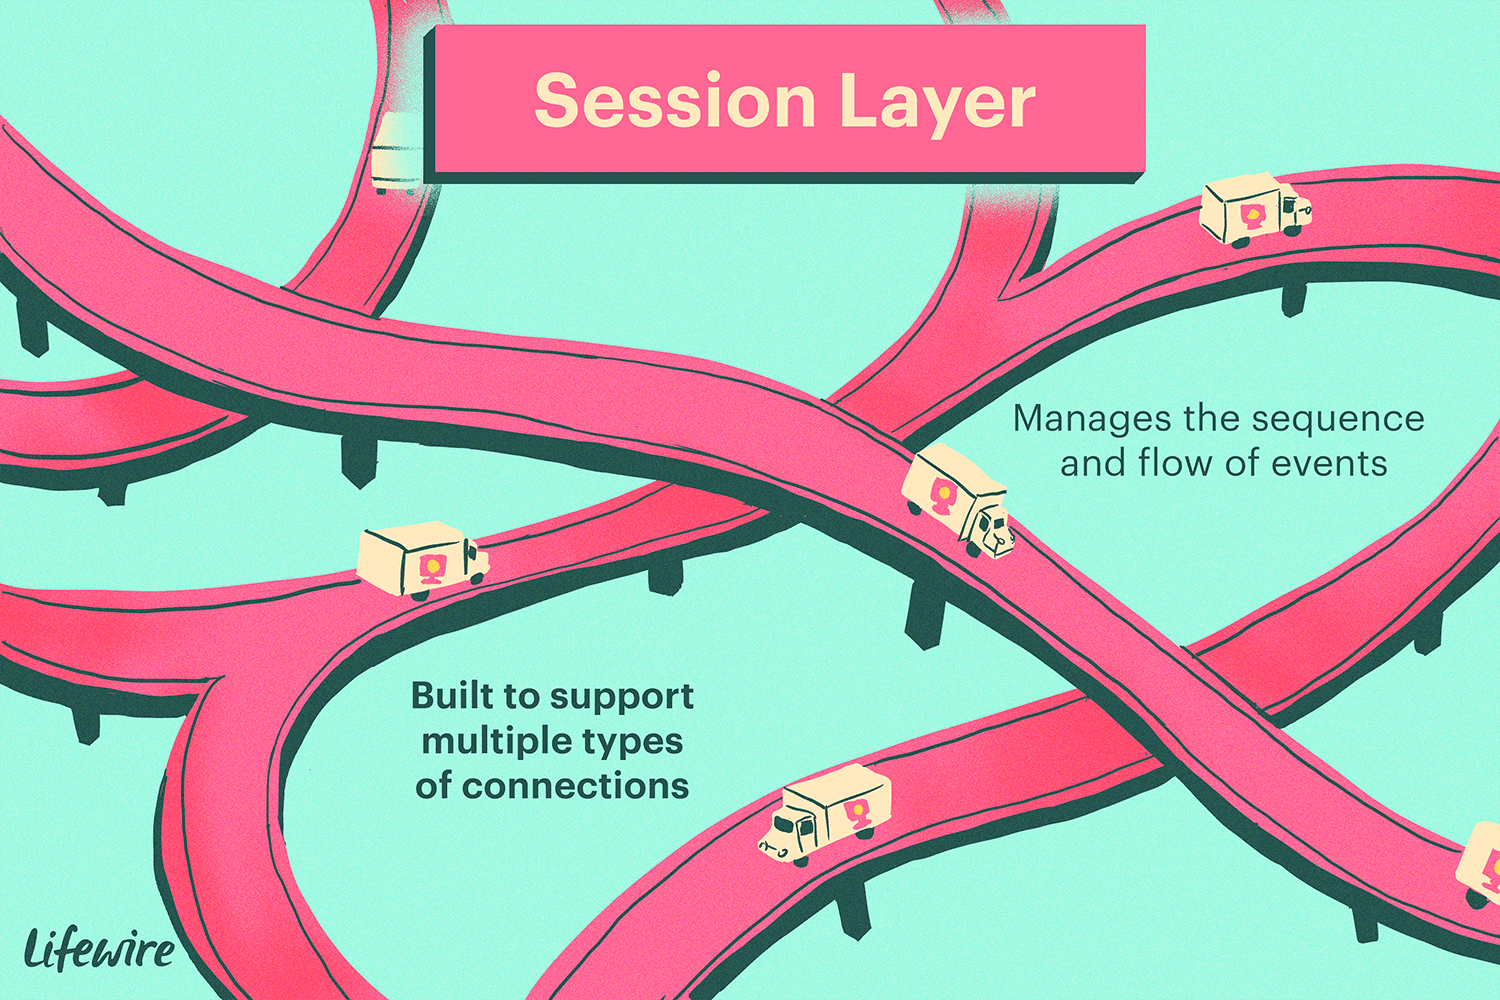 Session Layer
Manages the sequence
and flow of events
Built to support
multiple types
of connections
Lifewire